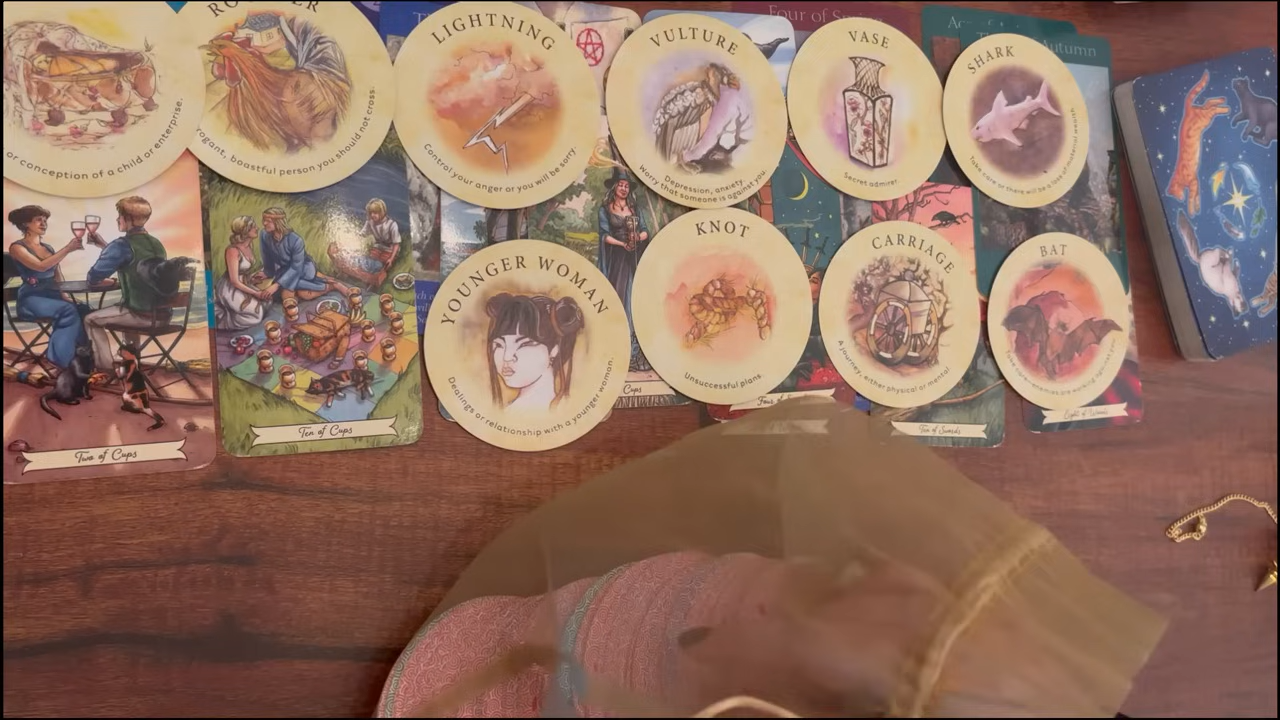 or conception of a child or enterprise.
boastful person you should not cross.
LIGHTNING
Control your anger or you will be sorry.
VULTURE
Depression, anxiety.
Worry that someone is against you.
VASE
Secret admirer.
SHARK
Take care or there will be a loss of material wealth.
Four of
Autumn
YOUNGER WOMAN
Dealings or relationship with a younger woman.
KNOT
Unsuccessful plans.
CARRIAGE
A journey, either physical or mental
BAT
Two of Cups
Ten of Cups
Cups
Four of
Ten of Swords
Eight of Wands